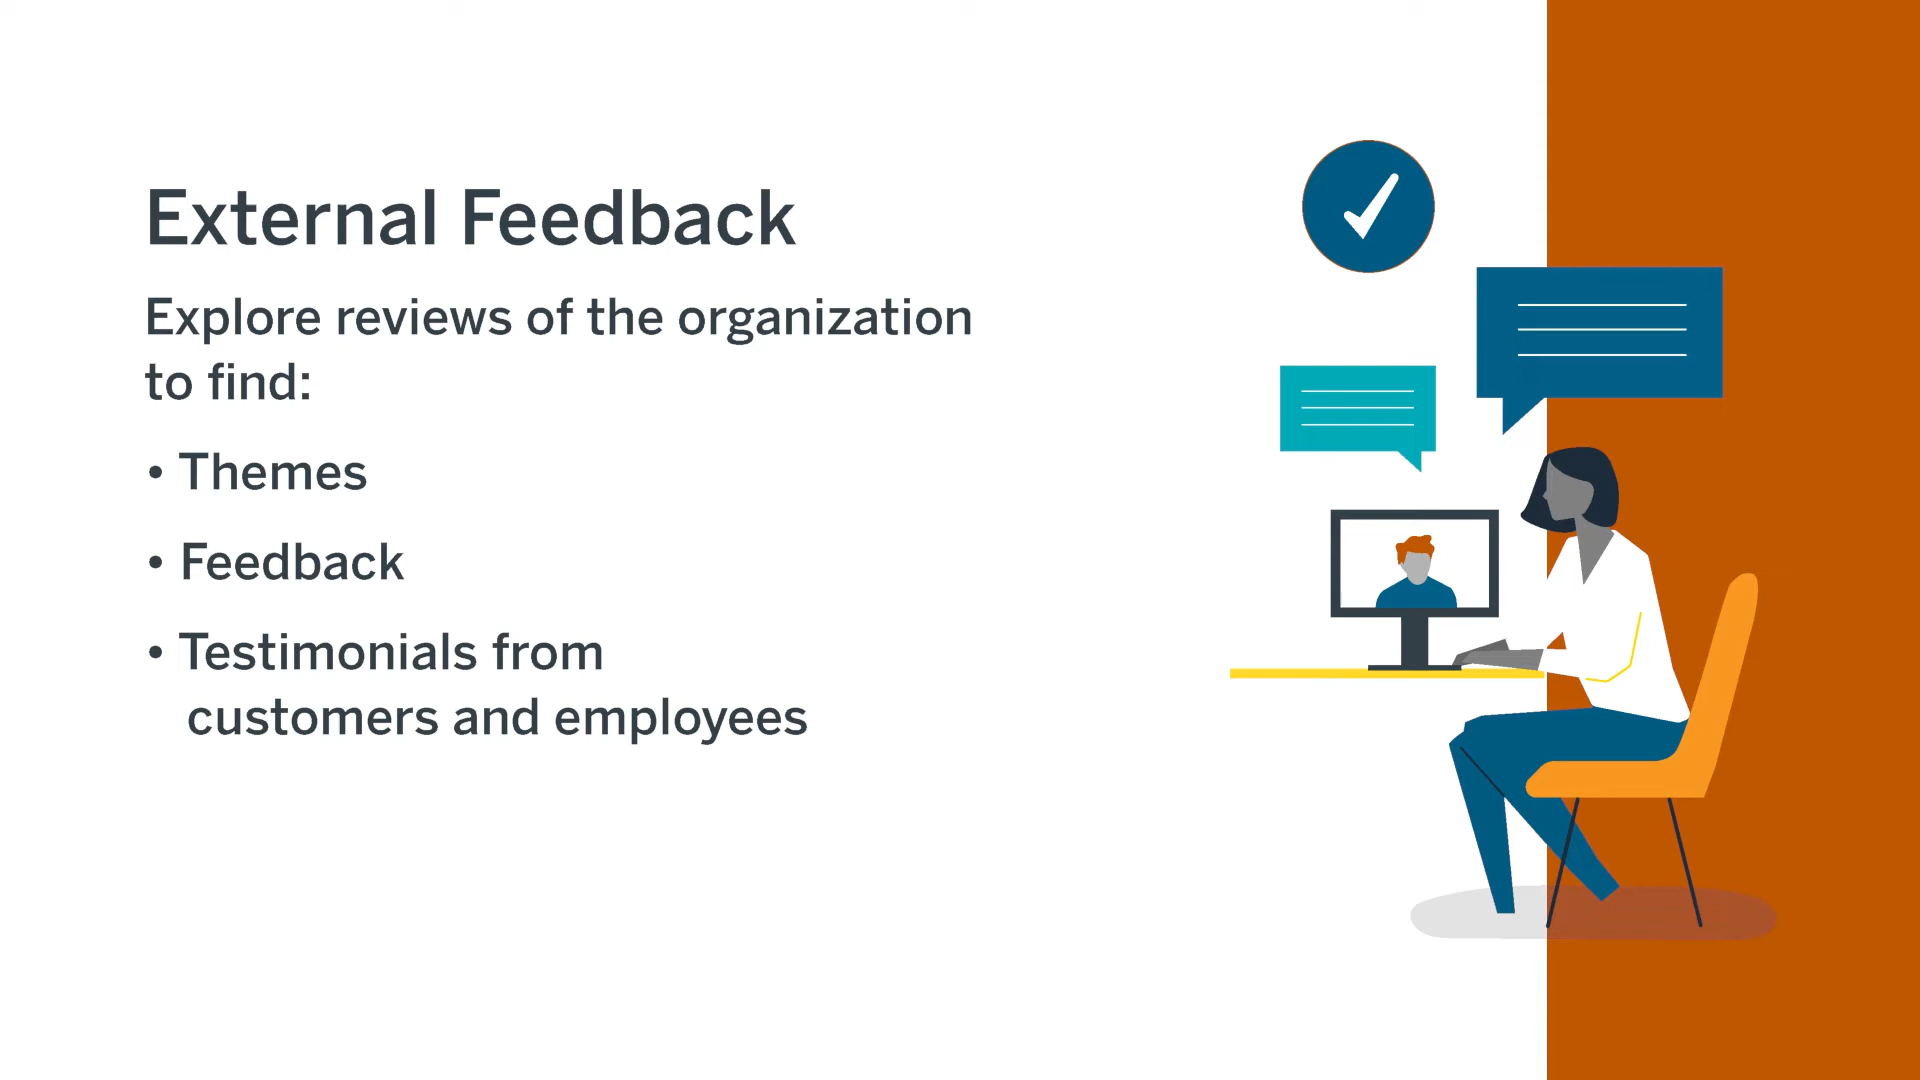 External Feedback
Explore reviews of the organization
to find:
• Themes
• Feedback
• Testimonials from
customers and employees